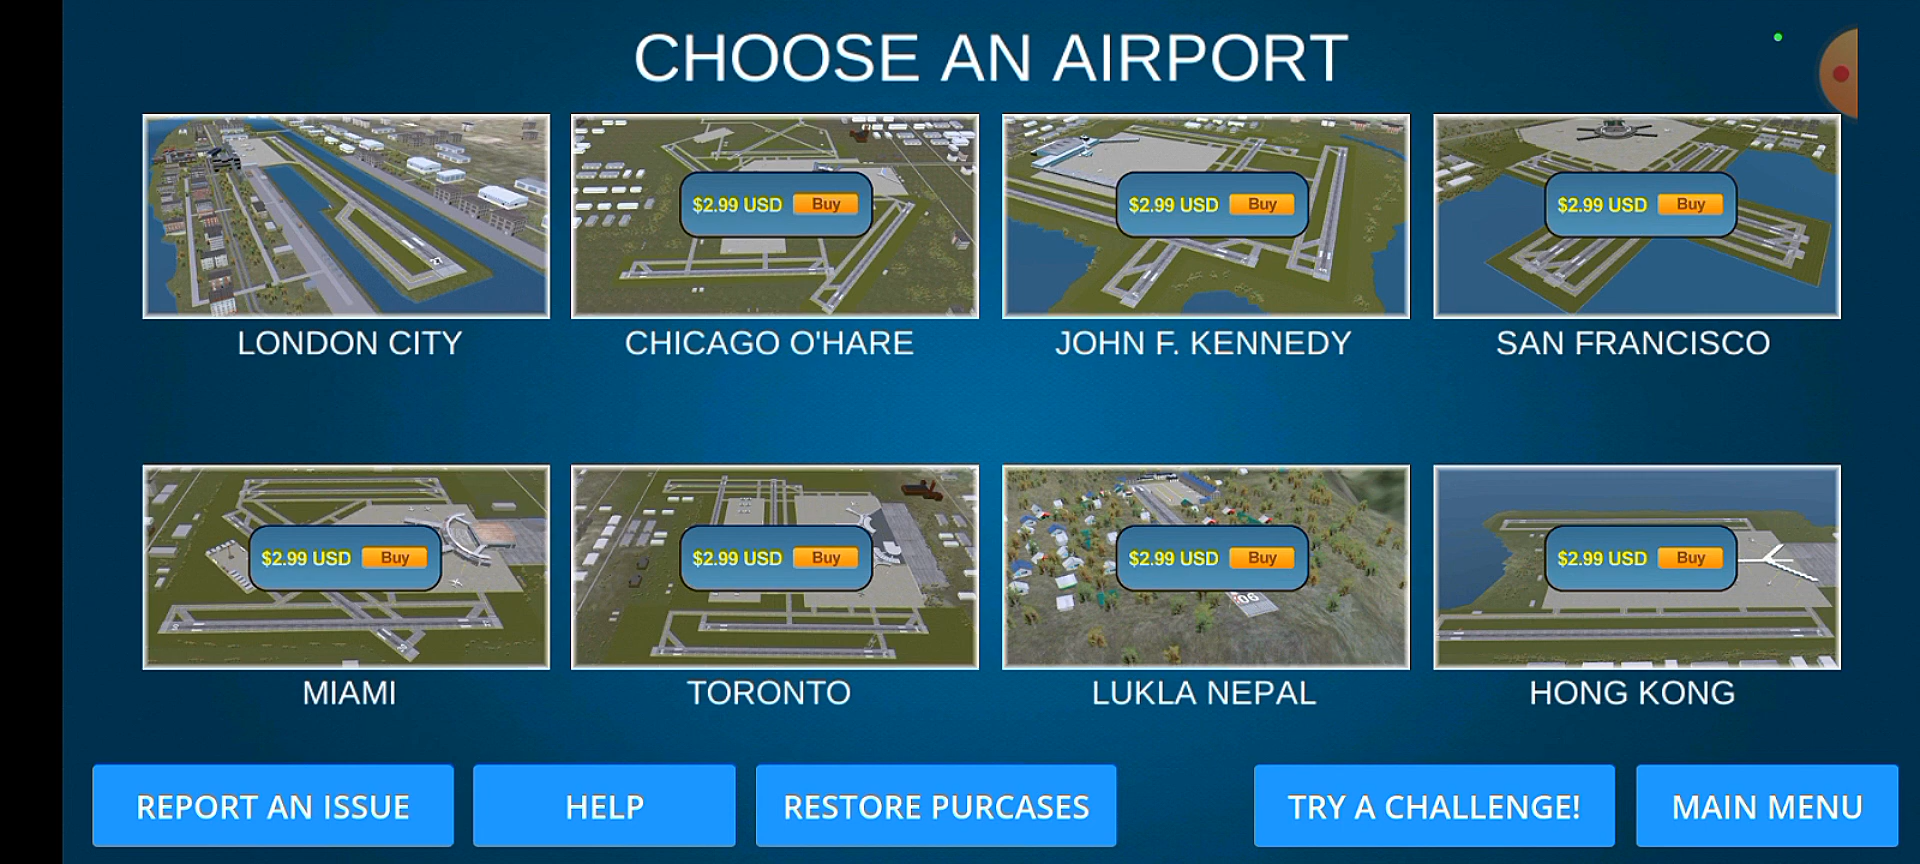 CHOOSE AN AIRPORT
$2.99 USD Buy
$2.99 USD Buy
$2.99 USD Buy
LONDON CITY
CHICAGO O'HARE
JOHN F. KENNEDY
SAN FRANCISCO
$2.99 USD Buy
$2.99 USD Buy
$2.99 USD Buy
$2.99 USD Buy
06
MIAMI
TORONTO
LUKLA NEPAL
HONG KONG
REPORT AN ISSUE
HELP
RESTORE PURCASES
TRY A CHALLENGE!
MAIN MENU